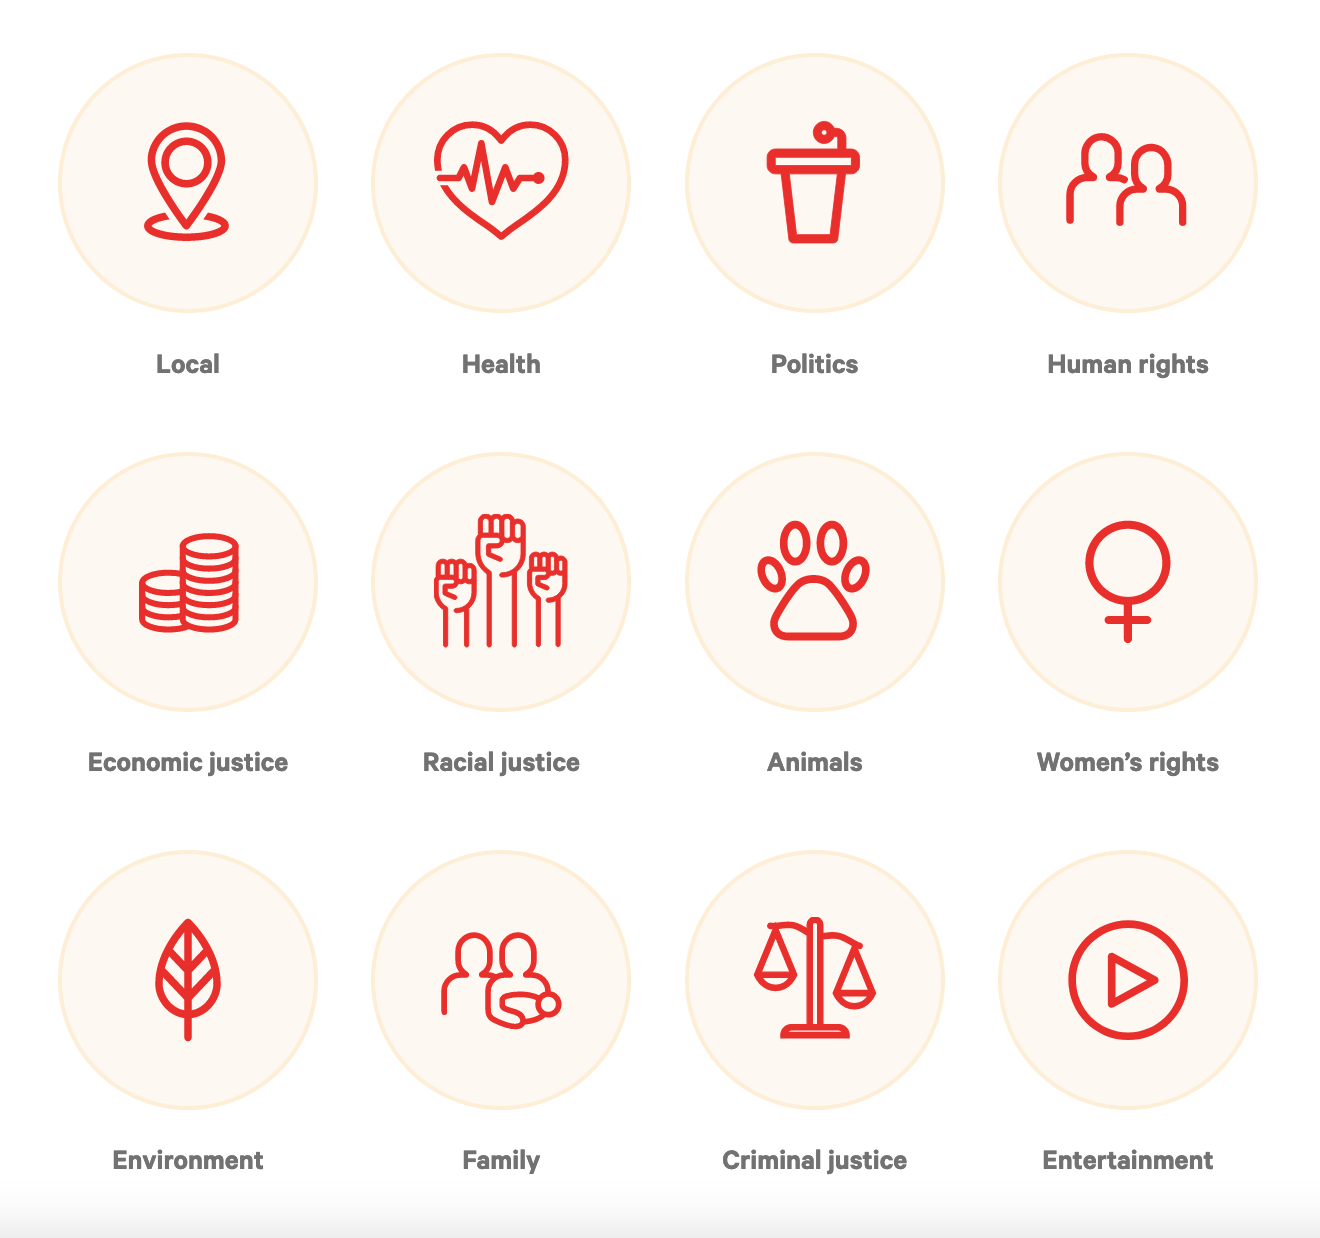 Local
Health
Politics
Human rights
Economic justice
Racial justice
Animals
Women’s rights
Environment
Family
Criminal justice
Entertainment